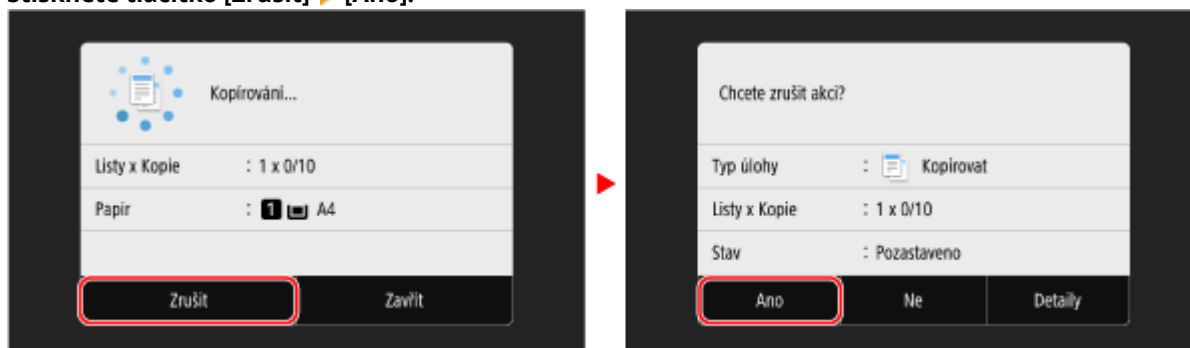 Kopírování...
Listy x Kopie : 1 x 0/10
Papír : 1 A4
Zrušit Zavřít
Chcete zrušit akci?
Typ úlohy : Kopírovat
Listy x Kopie : 1 x 0/10
Stav : Pozastaveno
Ano Ne Detaily